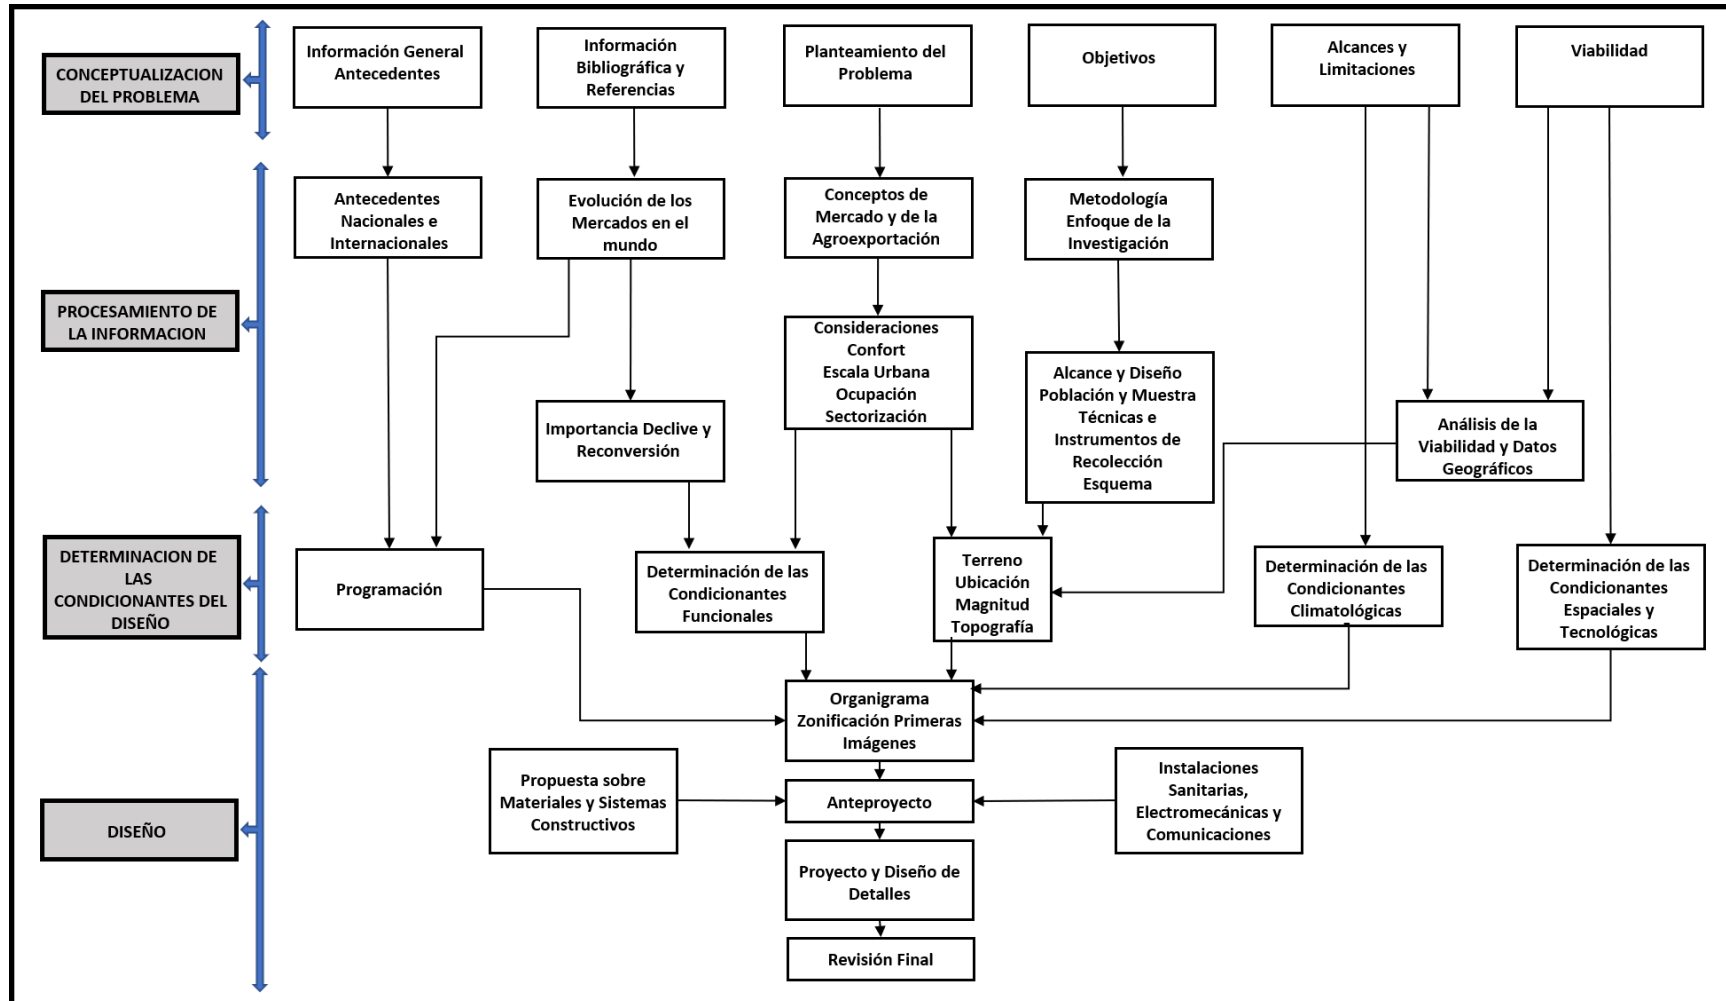 CONCEPTUALIZACION
DEL PROBLEMA
Información General
Antecedentes
Información
Bibliográfica y
Referencias
Planteamiento del
Problema
Objetivos
Alcances y
Limitaciones
Viabilidad
PROCESAMIENTO DE
LA INFORMACION
Antecedentes
Nacionales e
Internacionales
Evolución de los
Mercados en el
mundo
Conceptos de
Mercado y de la
Agroexportación
Metodología
Enfoque de la
Investigación
Consideraciones
Confort
Escala Urbana
Ocupación
Sectorización
Alcance y Diseño
Población y Muestra
Técnicas e
Instrumentos de
Recolección
Esquema
Importancia Declive y
Reconversión
Análisis de la
Viabilidad y Datos
Geográficos
DETERMINACION DE
LAS
CONDICIONANTES DEL
DISEÑO
Programación
Determinación de las
Condicionantes
Funcionales
Terreno
Ubicación
Magnitud
Topografía
Determinación de las
Condicionantes
Climatológicas
Determinación de las
Condicionantes
Espaciales y
Tecnológicas
DISEÑO
Organigrama
Zonificación Primeras
Imágenes
Propuesta sobre
Materiales y Sistemas
Constructivos
Anteproyecto
Instalaciones
Sanitarias,
Electromecánicas y
Comunicaciones
Proyecto y Diseño de
Detalles
Revisión Final